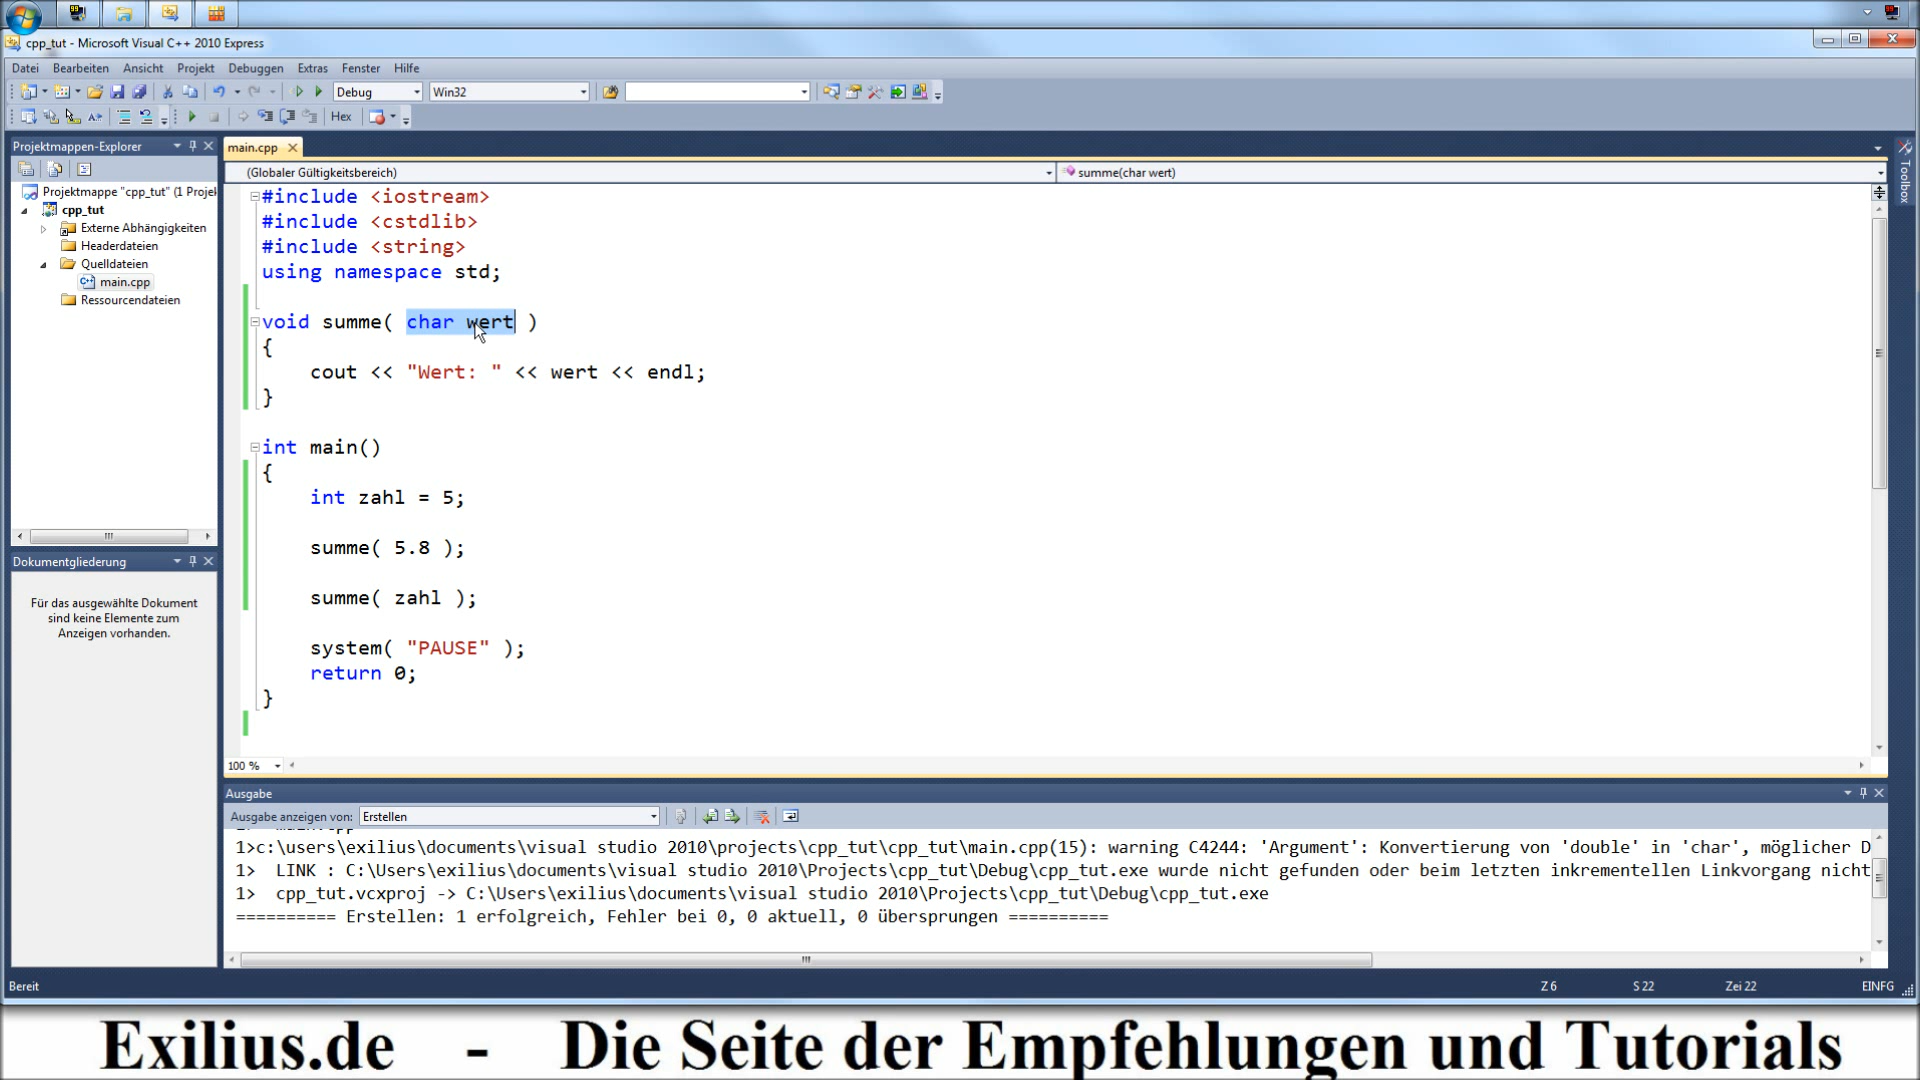 cpp_tut - Microsoft Visual C++ 2010 Express
Datei Bearbeiten Ansicht Projekt Debuggen Extras Fenster Hilfe
Debug Win32
Hex
Projektmappen-Explorer
Projektmappe "cpp_tut" (1 Projek
cpp_tut
Externe Abhängigkeiten
Headerdateien
Quelldateien
main.cpp
Ressourcendateien
Dokumentgliederung
Für das ausgewählte Dokument
sind keine Elemente zum
Anzeigen vorhanden.
main.cpp
(Globaler Gültigkeitsbereich) summe(char wert)
Toolbox
#include <iostream>
#include <cstdlib>
#include <string>
using namespace std;
void summe( char wert )
{
cout << "Wert: " << wert << endl;
}
int main()
{
int zahl = 5;
summe( 5.8 );
summe( zahl );
system( "PAUSE" );
return 0;
}
100 %
Ausgabe
Ausgabe anzeigen von: Erstellen
1>c:\users\exilius\documents\visual studio 2010\projects\cpp_tut\cpp_tut\main.cpp(15): warning C4244: 'Argument': Konvertierung von 'double' in 'char', möglicher D
1> LINK : C:\Users\exilius\documents\visual studio 2010\Projects\cpp_tut\Debug\cpp_tut.exe wurde nicht gefunden oder beim letzten inkrementellen Linkvorgang nicht
1> cpp_tut.vcxproj -> C:\Users\exilius\documents\visual studio 2010\Projects\cpp_tut\Debug\cpp_tut.exe
========== Erstellen: 1 erfolgreich, Fehler bei 0, 0 aktuell, 0 übersprungen ==========
Bereit Z 6 S 22 Zei 22 EINFG
Exilius.de - Die Seite der Empfehlungen und Tutorials